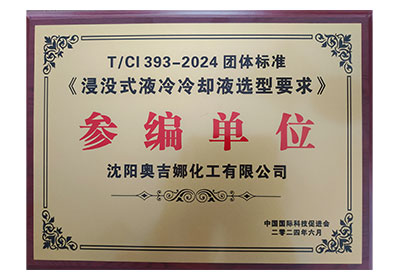 T/CI 393-2024 团体标准
《浸没式液冷冷却液选型要求》
参编单位
沈阳奥吉娜化工有限公司
中国国际科技促进会
二零二四年六月